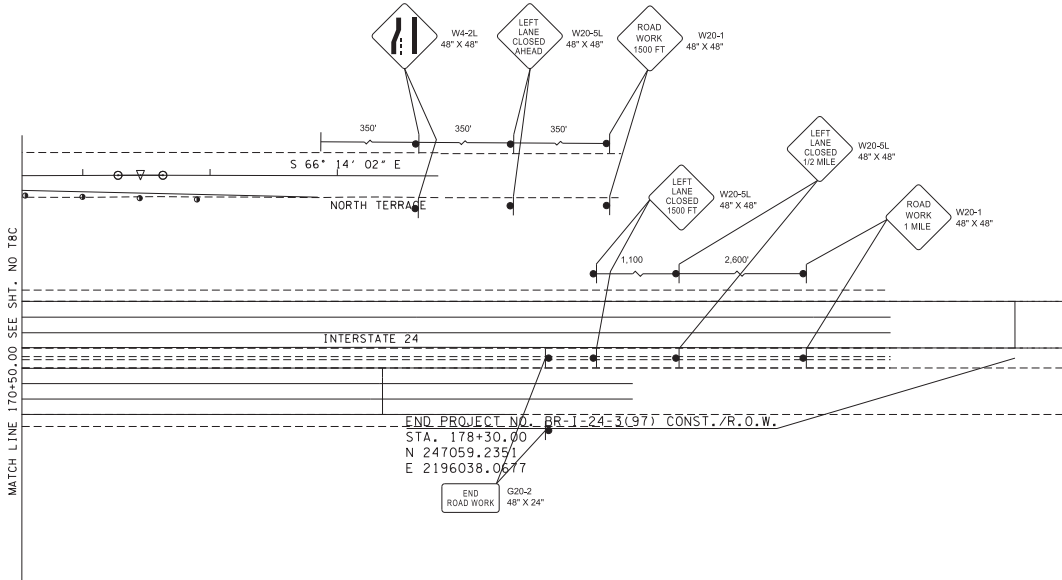 W4-2L
48" X 48"
LEFT
LANE
CLOSED
AHEAD
W20-5L
48" X 48"
ROAD
WORK
1500 FT
W20-1
48" X 48"
350'
350'
350'
S 66° 14' 02" E
NORTH TERRACE
LEFT
LANE
CLOSED
1/2 MILE
W20-5L
48" X 48"
LEFT
LANE
CLOSED
1500 FT
W20-5L
48" X 48"
ROAD
WORK
1 MILE
W20-1
48" X 48"
1,100
2,600'
INTERSTATE 24
MATCH LINE 170+50.00 SEE SHT. NO T8C
END PROJECT NO. BR-I-24-3(97) CONST./R.O.W.
STA. 178+30.00
N 247059.2351
E 2196038.0677
END
ROAD WORK
G20-2
48" X 24"